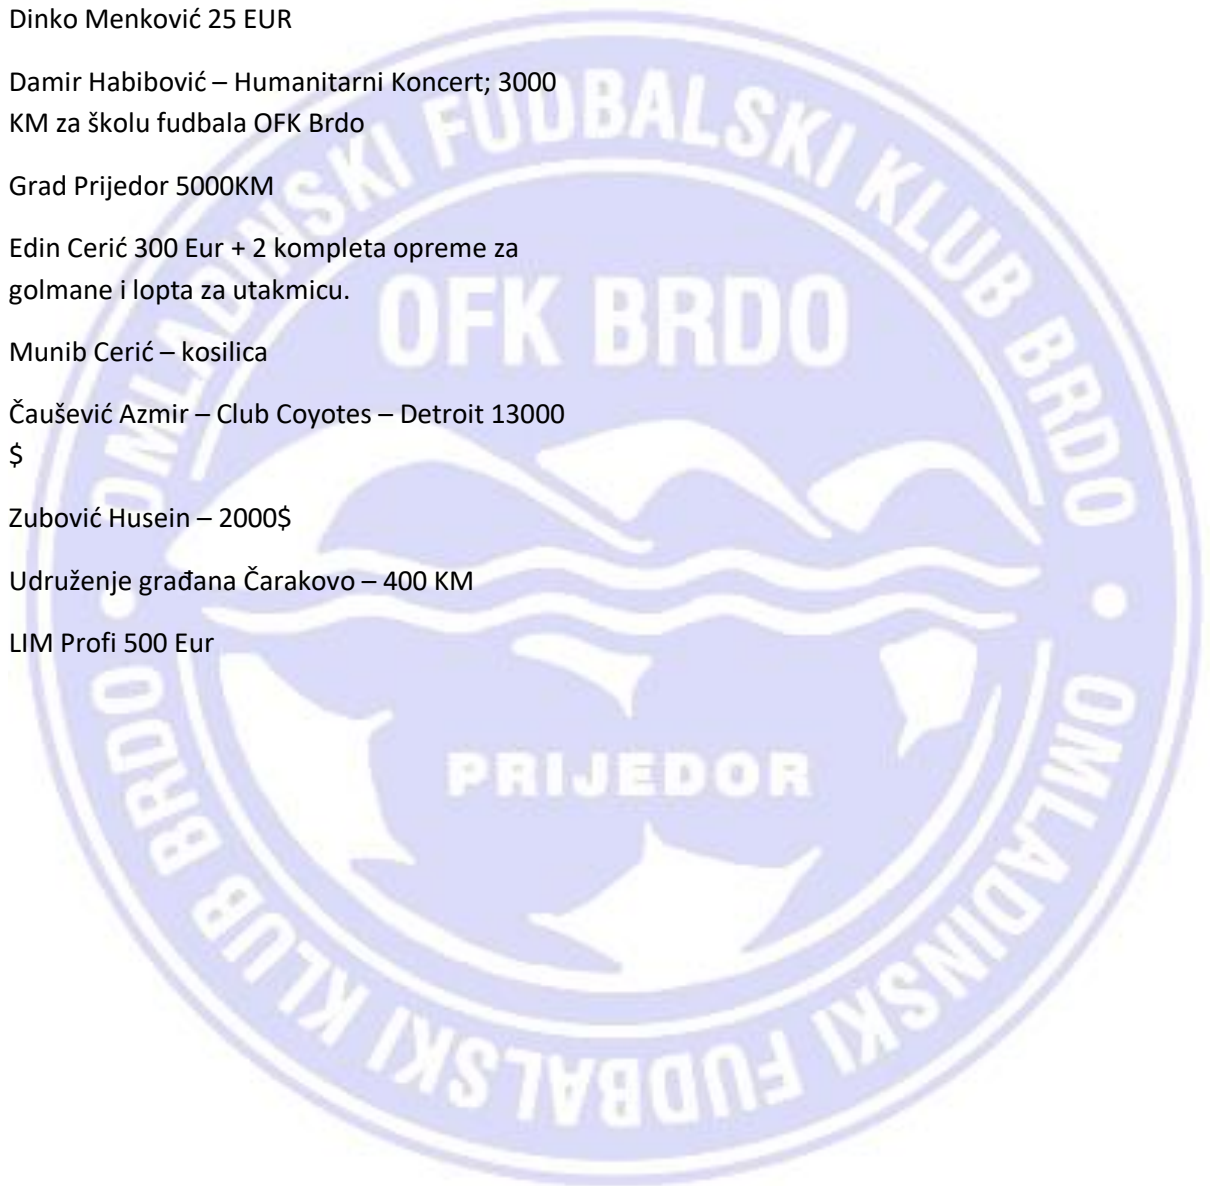 Dinko Menković 25 EUR
Damir Habibović – Humanitarni Koncert; 3000
KM za školu fudbala OFK Brdo
Grad Prijedor 5000KM
Edin Cerić 300 Eur + 2 kompleta opreme za
golmane i lopta za utakmicu.
Munib Cerić – kosilica
Čaušević Azmir – Club Coyotes – Detroit 13000
$
Zubović Husein – 2000$
Udruženje građana Čarakovo – 400 KM
LIM Profi 500 Eur
OMLADINSKI FUDBALSKI KLUB BRDO • OMLADINSKI FUDBALSKI KLUB BRDO •
OFK BRDO
PRIJEDOR